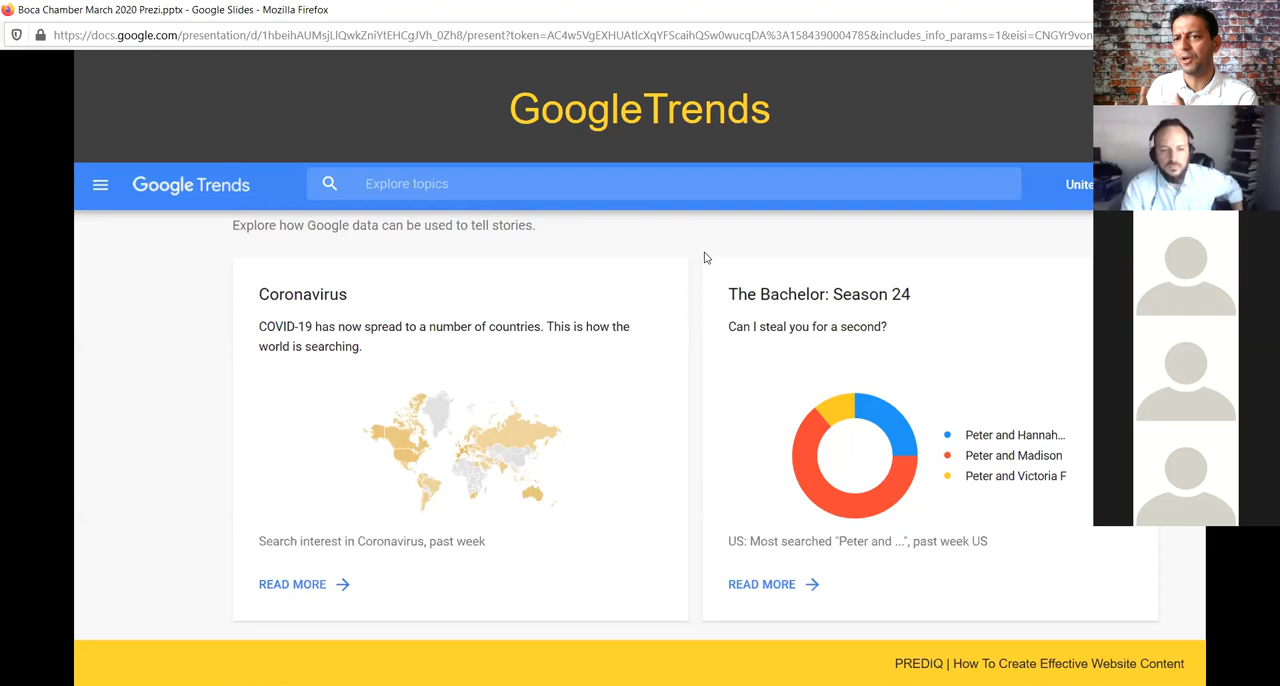 Boca Chamber March 2020 Prezi.pptx - Google Slides - Mozilla Firefox
https://docs.google.com/presentation/d/1hbeihAUMsjLIQwkZniYtEHCgJVh_0Zh8/present?token=AC4w5VgEXHUAtlcXqYFScaihQSw0wucqDA%3A1584390004785&includes_info_params=1&eisi=CNGYr9von
GoogleTrends
Google Trends
Explore topics
Unite
Explore how Google data can be used to tell stories.
Coronavirus
COVID-19 has now spread to a number of countries. This is how the
world is searching.
Search interest in Coronavirus, past week
READ MORE
The Bachelor: Season 24
Can I steal you for a second?
Peter and Hannah...
Peter and Madison
Peter and Victoria F
US: Most searched "Peter and ...", past week US
READ MORE
PREDIQ | How To Create Effective Website Content